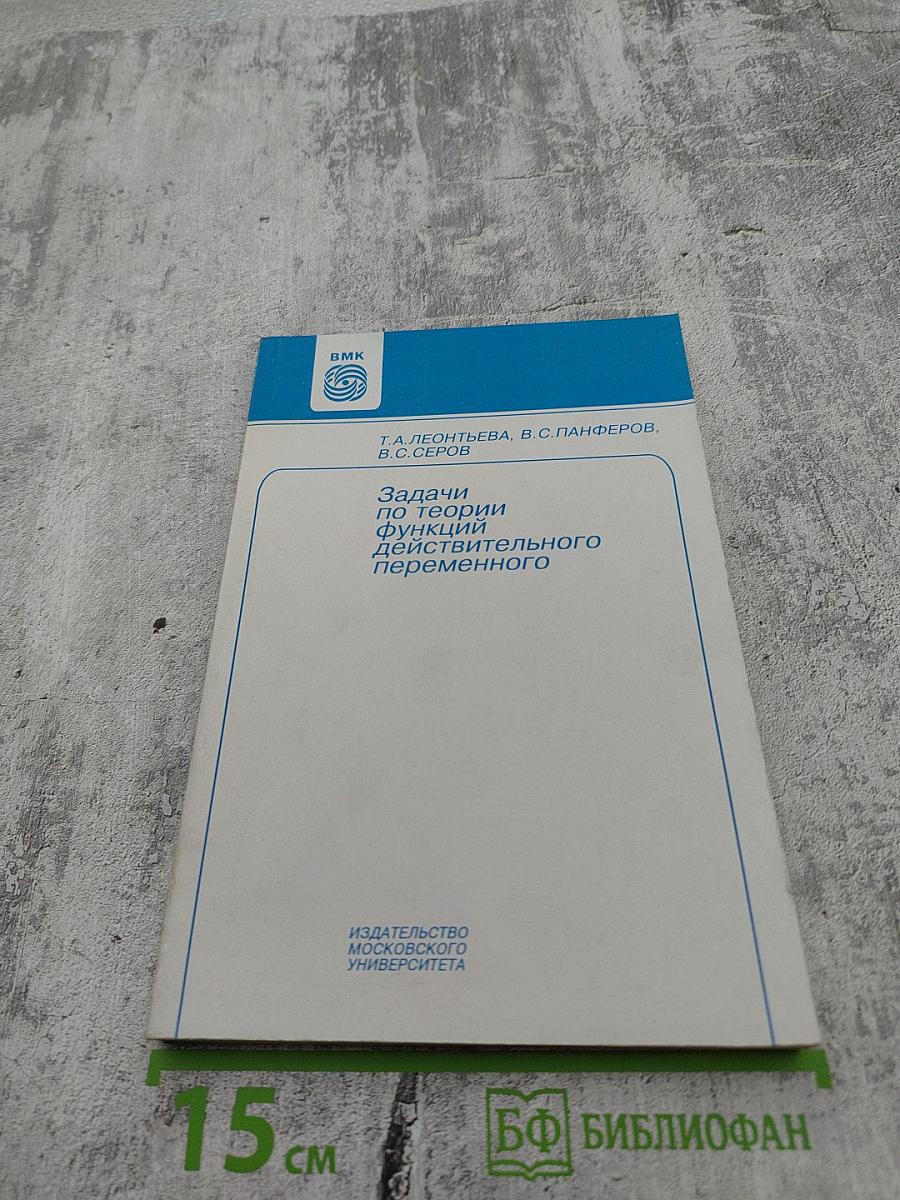 ВМК
Т.А.ЛЕОНТЬЕВА, В.С.ПАНФЕРОВ,
В.С.СЕРОВ
Задачи
по теории
функций
действительного
переменного
ИЗДАТЕЛЬСТВО
МОСКОВСКОГО
УНИВЕРСИТЕТА
15 см
БФ БИБЛИОФАН